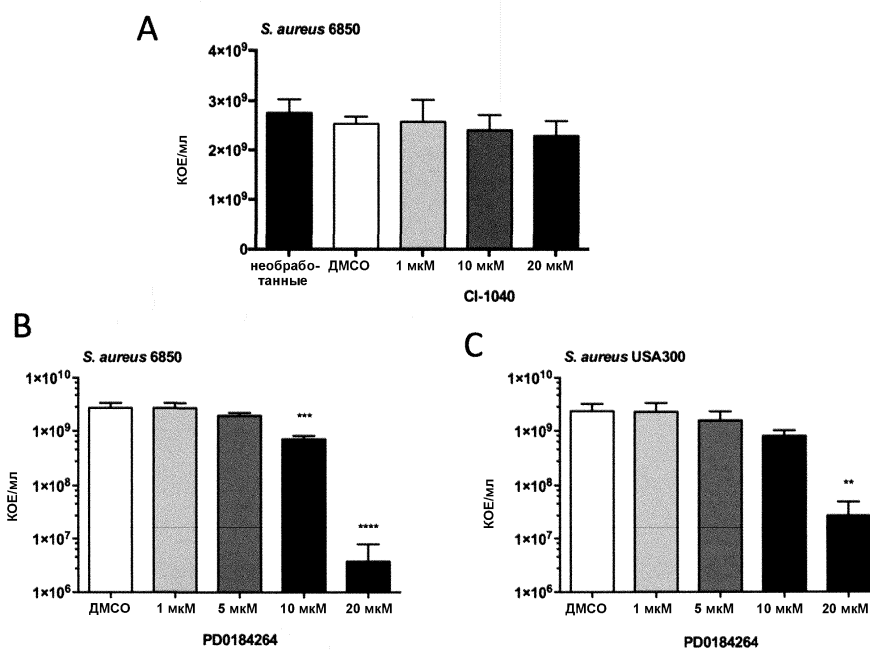 A
S. aureus 6850
4×10⁹
3×10⁹
2×10⁹
1×10⁹
0
КОЕ/мл
необрабо-
танные
ДМСО 1 мкМ 10 мкМ 20 мкМ
CI-1040
B
S. aureus 6850
1×10¹⁰
1×10⁹
1×10⁸
1×10⁷
1×10⁶
КОЕ/мл
***
****
ДМСО 1 мкМ 5 мкМ 10 мкМ 20 мкМ
PD0184264
C
S. aureus USA300
1×10¹⁰
1×10⁹
1×10⁸
1×10⁷
1×10⁶
КОЕ/мл
**
ДМСО 1 мкМ 5 мкМ 10 мкМ 20 мкМ
PD0184264